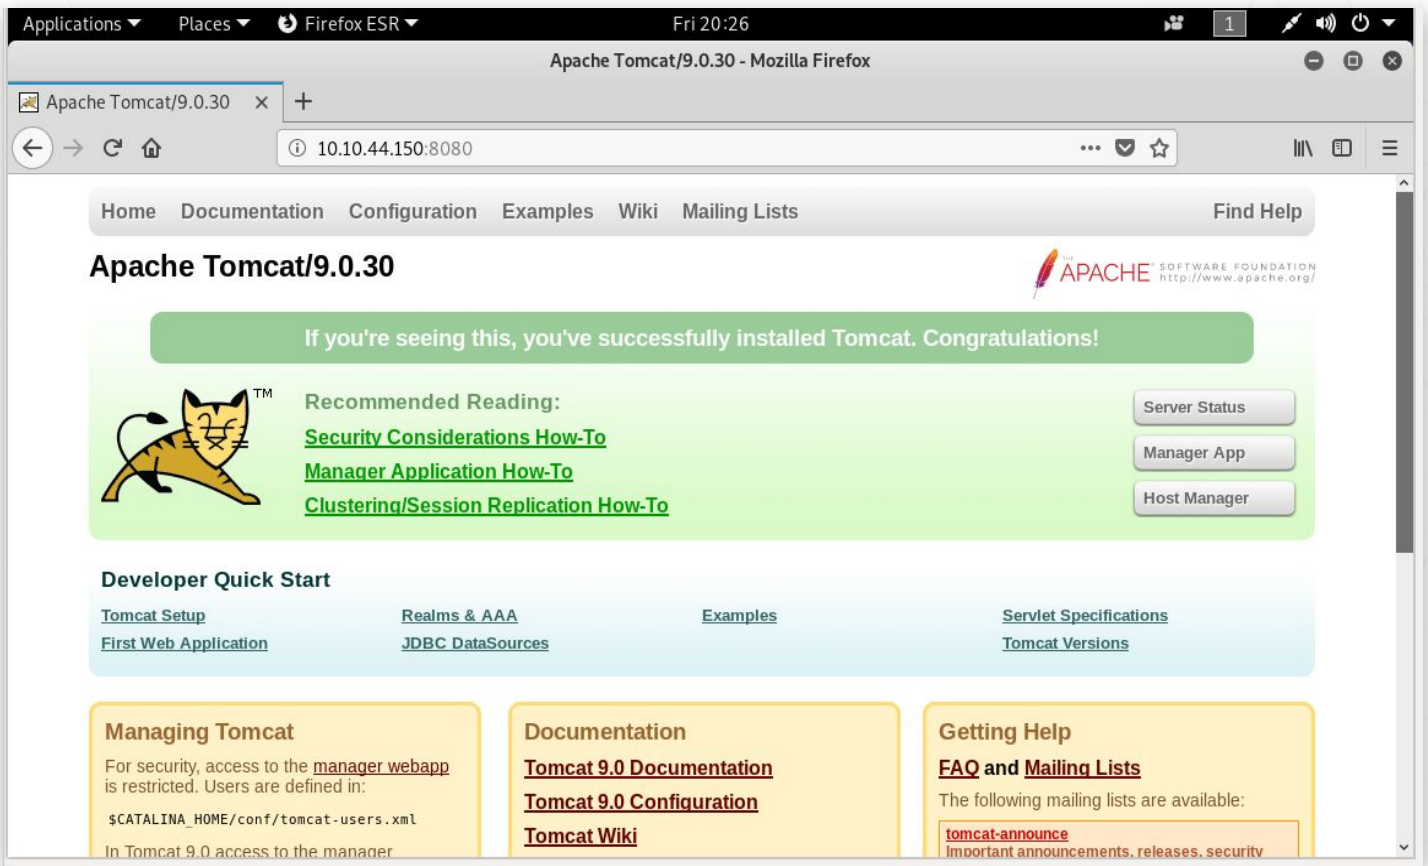 Applications Places Firefox ESR Fri 20:26 1
Apache Tomcat/9.0.30 - Mozilla Firefox
Apache Tomcat/9.0.30
10.10.44.150:8080
Home Documentation Configuration Examples Wiki Mailing Lists Find Help
Apache Tomcat/9.0.30
THE
APACHE SOFTWARE FOUNDATION
http://www.apache.org/
If you're seeing this, you've successfully installed Tomcat. Congratulations!
TM
Recommended Reading:
Security Considerations How-To
Manager Application How-To
Clustering/Session Replication How-To
Server Status
Manager App
Host Manager
Developer Quick Start
Tomcat Setup
First Web Application
Realms & AAA
JDBC DataSources
Examples
Servlet Specifications
Tomcat Versions
Managing Tomcat
For security, access to the manager webapp
is restricted. Users are defined in:
$CATALINA_HOME/conf/tomcat-users.xml
In Tomcat 9.0 access to the manager
Documentation
Tomcat 9.0 Documentation
Tomcat 9.0 Configuration
Tomcat Wiki
Getting Help
FAQ and Mailing Lists
The following mailing lists are available:
tomcat-announce
Important announcements, releases, security